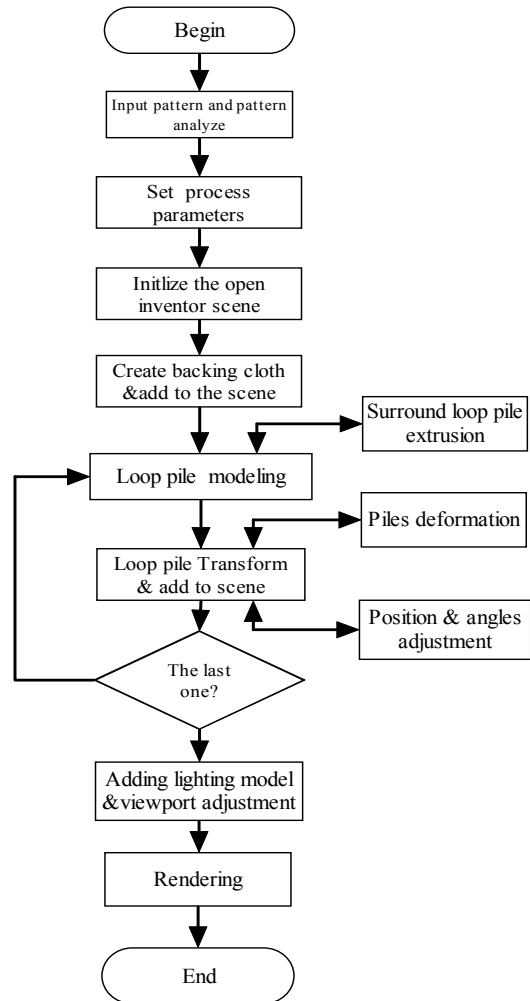 Begin
Input pattern and pattern
analyze
Set process
parameters
Initlize the open
inventor scene
Create backing cloth
&add to the scene
Surround loop pile
extrusion
Loop pile modeling
Piles deformation
Loop pile Transform
& add to scene
Position & angles
adjustment
The last
one?
Adding lighting model
&viewport adjustment
Rendering
End